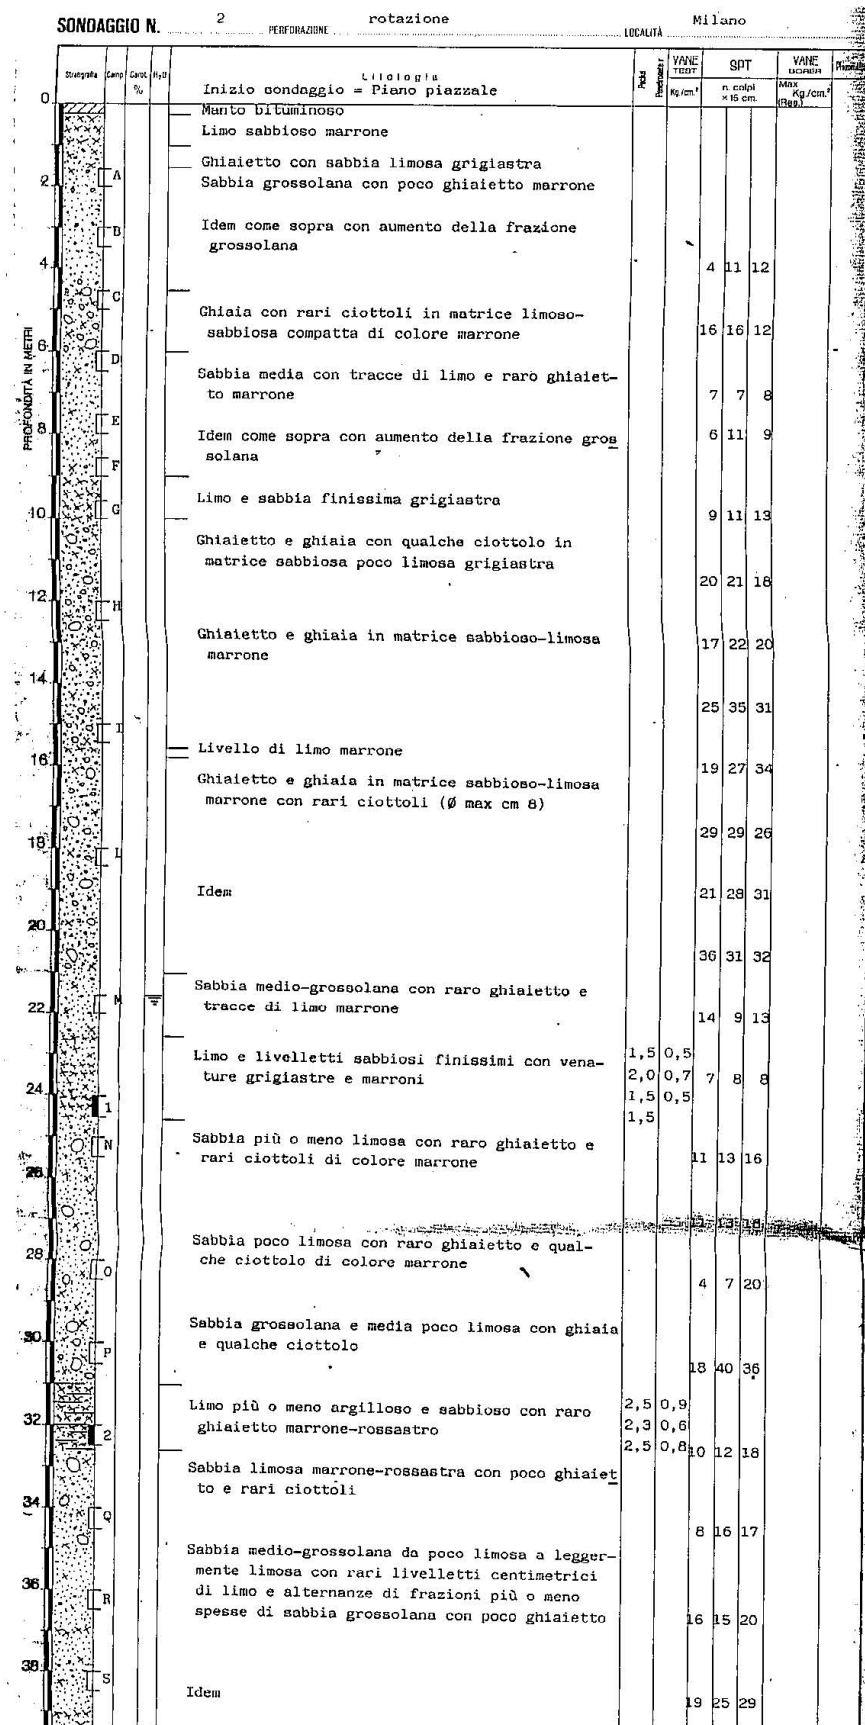 SONDAGGIO N. 2 PERFORAZIONE rotazione LOCALITÀ Milano
Stratigrafia Camp. Carot. % H₂O Litologia Pocket Penetrometer VANE TEST Kg./cm.² SPT n. colpi x 15 cm. VANE Max Kg./cm.² (Res.)
Inizio sondaggio = Piano piazzale
0
Manto bituminoso
Limo sabbioso marrone
Ghiaietto con sabbia limosa grigiastra
A
2 Sabbia grossolana con poco ghiaietto marrone
B Idem come sopra con aumento della frazione
grossolana
4 4 11 12
C
Ghiaia con rari ciottoli in matrice limoso-
sabbiosa compatta di colore marrone 16 16 12
6
D
Sabbia media con tracce di limo e raro ghiaiet-
to marrone 7 7 8
PROFONDITÀ IN METRI
E
8 Idem come sopra con aumento della frazione gros 6 11 9
solana
F
G Limo e sabbia finissima grigiastra
10 9 11 13
Ghiaietto e ghiaia con qualche ciottolo in
matrice sabbiosa poco limosa grigiastra
20 21 18
12 H
Ghiaietto e ghiaia in matrice sabbioso-limosa 17 22 20
marrone
14
25 35 31
I
Livello di limo marrone
16 19 27 34
Ghiaietto e ghiaia in matrice sabbioso-limosa
marrone con rari ciottoli (Ø max cm 8)
29 29 26
18 L
Idem 21 28 31
20
36 31 32
Sabbia medio-grossolana con raro ghiaietto e
M
22 tracce di limo marrone 14 9 13
Limo e livelletti sabbiosi finissimi con vena- 1,5 0,5
ture grigiastre e marroni 2,0 0,7 7 8 8
24 1,5 0,5
1 1,5
N Sabbia più o meno limosa con raro ghiaietto e
rari ciottoli di colore marrone 11 13 16
26
Sabbia poco limosa con raro ghiaietto e qual-
28 che ciottolo di colore marrone
O 4 7 20
Sabbia grossolana e media poco limosa con ghiaia
30 e qualche ciottolo
P 18 40 36
Limo più o meno argilloso e sabbioso con raro 2,5 0,9
32 ghiaietto marrone-rossastro 2,3 0,6
2 2,5 0,8 10 12 18
Sabbia limosa marrone-rossastra con poco ghiaiet
to e rari ciottoli
34
Q 8 16 17
Sabbia medio-grossolana da poco limosa a legger-
mente limosa con rari livelletti centimetrici
36 di limo e alternanze di frazioni più o meno
R spesse di sabbia grossolana con poco ghiaietto 16 15 20
38
S
Idem 19 25 29